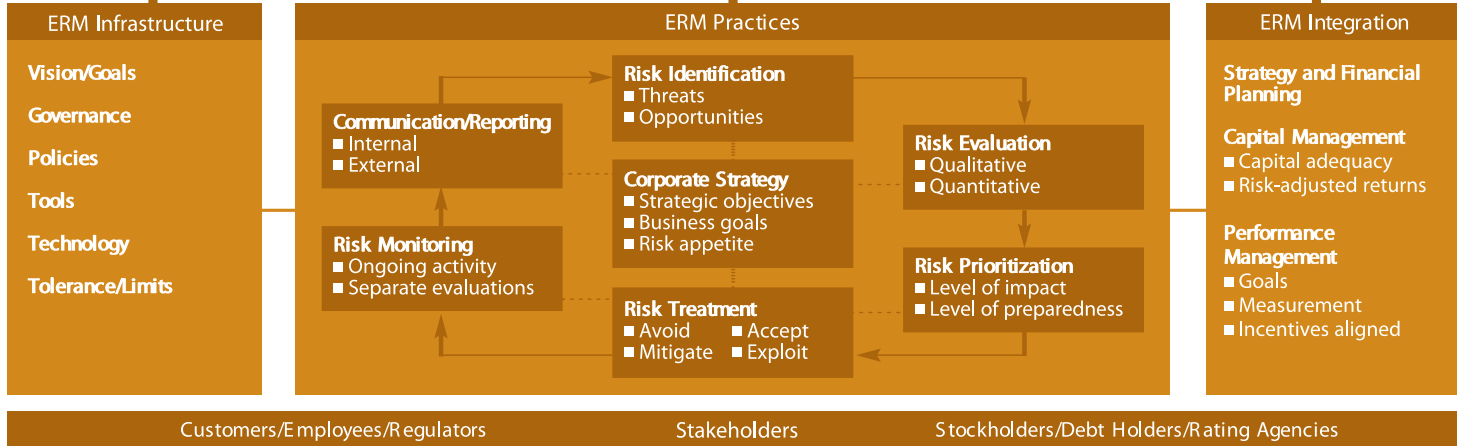 ERM Infrastructure
Vision/Goals
Governance
Policies
Tools
Technology
Tolerance/Limits
ERM Practices
Risk Identification
Threats
Opportunities
Risk Evaluation
Qualitative
Quantitative
Risk Prioritization
Level of impact
Level of preparedness
Risk Treatment
Avoid Accept
Mitigate Exploit
Risk Monitoring
Ongoing activity
Separate evaluations
Communication/Reporting
Internal
External
Corporate Strategy
Strategic objectives
Business goals
Risk appetite
ERM Integration
Strategy and Financial
Planning
Capital Management
Capital adequacy
Risk-adjusted returns
Performance
Management
Goals
Measurement
Incentives aligned
Customers/Employees/Regulators Stakeholders Stockholders/Debt Holders/Rating Agencies